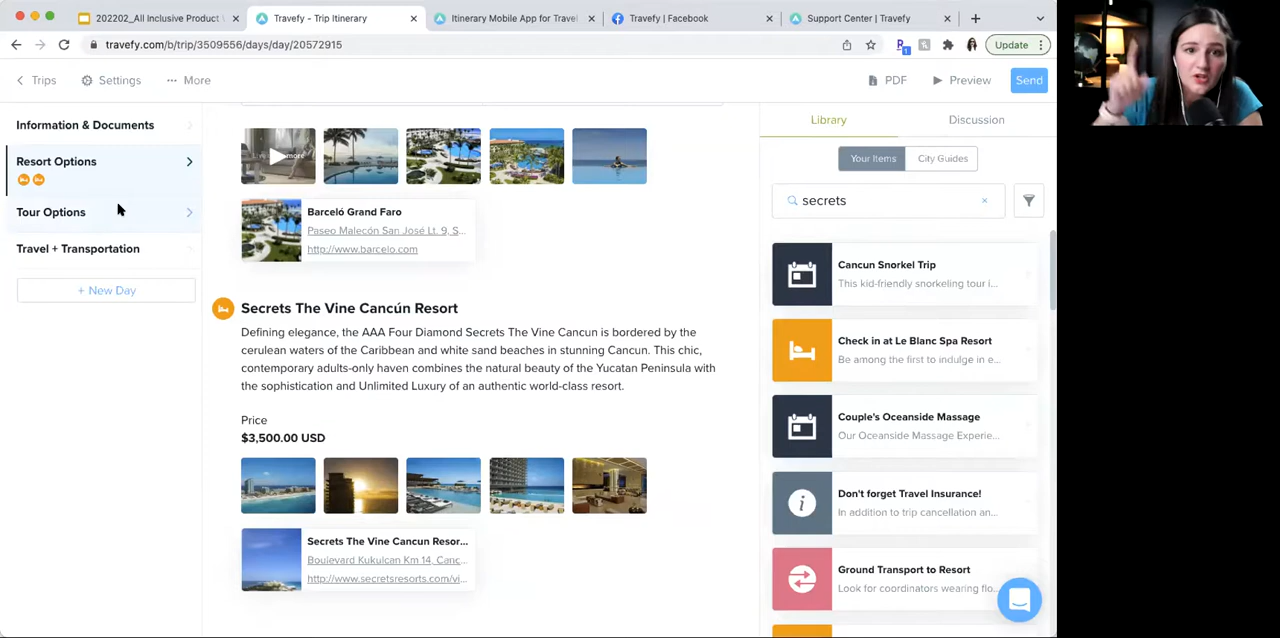 202202_All Inclusive Product
Travefy - Trip Itinerary
Itinerary Mobile App for Travel
Travefy | Facebook
Support Center | Travefy
travefy.com/b/trip/3509556/days/day/20572915
Update
Trips
Settings
More
PDF
Preview
Send
Information & Documents
Resort Options
Tour Options
Travel + Transportation
+ New Day
Barceló Grand Faro
Paseo Malecón San José Lt. 9, S...
http://www.barcelo.com
Secrets The Vine Cancún Resort
Defining elegance, the AAA Four Diamond Secrets The Vine Cancun is bordered by the
cerulean waters of the Caribbean and white sand beaches in stunning Cancun. This chic,
contemporary adults-only haven combines the natural beauty of the Yucatan Peninsula with
the sophistication and Unlimited Luxury of an authentic world-class resort.
Price
$3,500.00 USD
Secrets The Vine Cancun Resor...
Boulevard Kukulcan Km 14, Canc...
http://www.secretsresorts.com/vi...
Library
Discussion
Your Items
City Guides
secrets
Cancun Snorkel Trip
This kid-friendly snorkeling tour i...
Check in at Le Blanc Spa Resort
Be among the first to indulge in e...
Couple's Oceanside Massage
Our Oceanside Massage Experie...
Don't forget Travel Insurance!
In addition to trip cancellation an...
Ground Transport to Resort
Look for coordinators wearing flo...